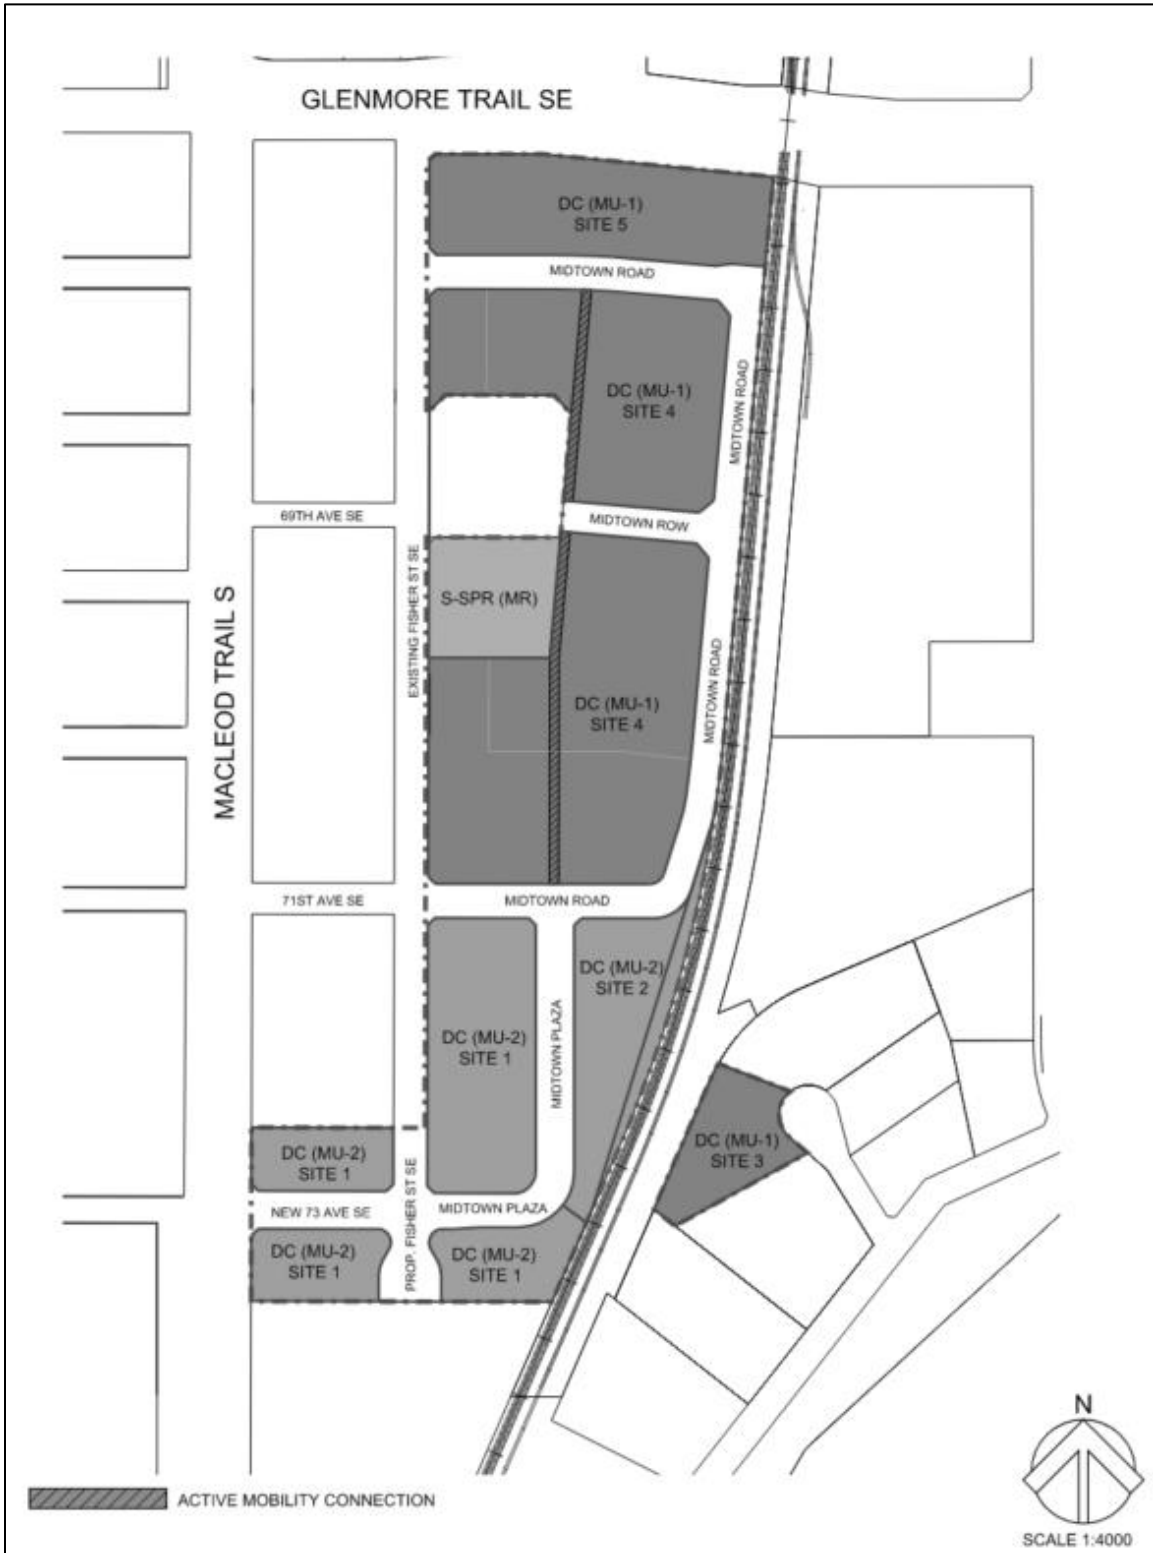 GLENMORE TRAIL SE
DC (MU-1)
SITE 5
MIDTOWN ROAD
DC (MU-1)
SITE 4
MIDTOWN ROAD
69TH AVE SE
MIDTOWN ROW
EXISTING FISHER ST SE
S-SPR (MR)
MACLEOD TRAIL S
MIDTOWN ROAD
DC (MU-1)
SITE 4
71ST AVE SE
MIDTOWN ROAD
DC (MU-2)
SITE 2
DC (MU-2)
SITE 1
MIDTOWN PLAZA
DC (MU-1)
SITE 3
DC (MU-2)
SITE 1
PROP. FISHER ST SE
NEW 73 AVE SE
MIDTOWN PLAZA
DC (MU-2)
SITE 1
DC (MU-2)
SITE 1
N
ACTIVE MOBILITY CONNECTION
SCALE 1:4000